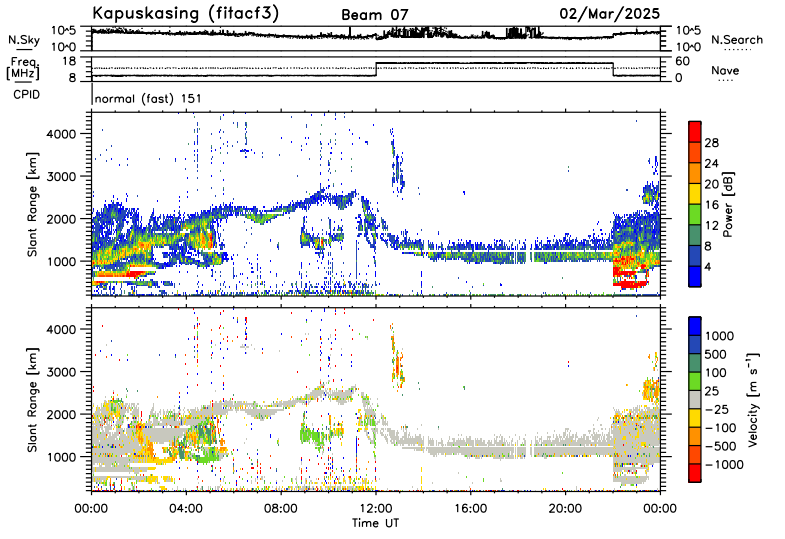 Kapuskasing (fitacf3) Beam 07 02/Mar/2025
N.Sky 10^5 10^0 10^5 10^0 N.Search
Freq. [MHz] 18 8 60 0 Nave
CPID normal (fast) 151
Slant Range [km] 4000 3000 2000 1000
Power [dB] 28 24 20 16 12 8 4
Slant Range [km] 4000 3000 2000 1000
Velocity [m s⁻¹] 1000 500 100 25 −25 −100 −500 −1000
00:00 04:00 08:00 12:00 16:00 20:00 00:00
Time UT